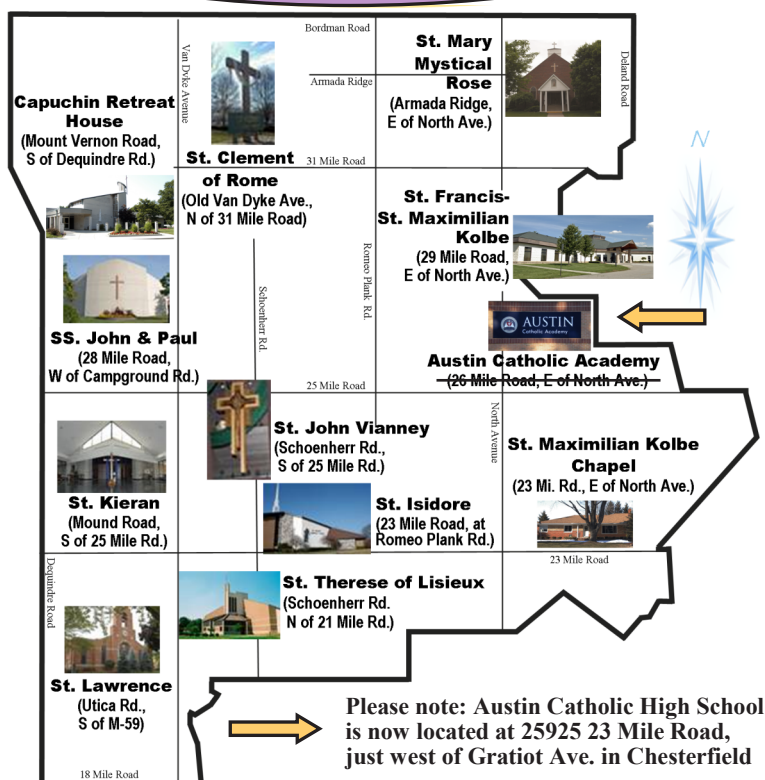 Bordman Road
Van Dyke Avenue
Armada Ridge
Deland Road
St. Mary
Mystical
Rose
(Armada Ridge,
E of North Ave.)
Capuchin Retreat
House
(Mount Vernon Road,
S of Dequindre Rd.)
St. Clement
of Rome
(Old Van Dyke Ave.,
N of 31 Mile Road)
31 Mile Road
N
St. Francis-
St. Maximilian
Kolbe
(29 Mile Road,
E of North Ave.)
Romeo Plank Rd.
Schoenherr Rd.
SS. John & Paul
(28 Mile Road,
W of Campground Rd.)
AUSTIN
Catholic Academy
Austin Catholic Academy
(26 Mile Road, E of North Ave.)
25 Mile Road
St. John Vianney
(Schoenherr Rd.,
S of 25 Mile Rd.)
North Avenue
St. Maximilian Kolbe
Chapel
(23 Mi. Rd., E of North Ave.)
St. Kieran
(Mound Road,
S of 25 Mile Rd.)
St. Isidore
(23 Mile Road, at
Romeo Plank Rd.)
23 Mile Road
Dequindre Road
St. Therese of Lisieux
(Schoenherr Rd.
N of 21 Mile Rd.)
St. Lawrence
(Utica Rd.,
S of M-59)
18 Mile Road
Please note: Austin Catholic High School
is now located at 25925 23 Mile Road,
just west of Gratiot Ave. in Chesterfield